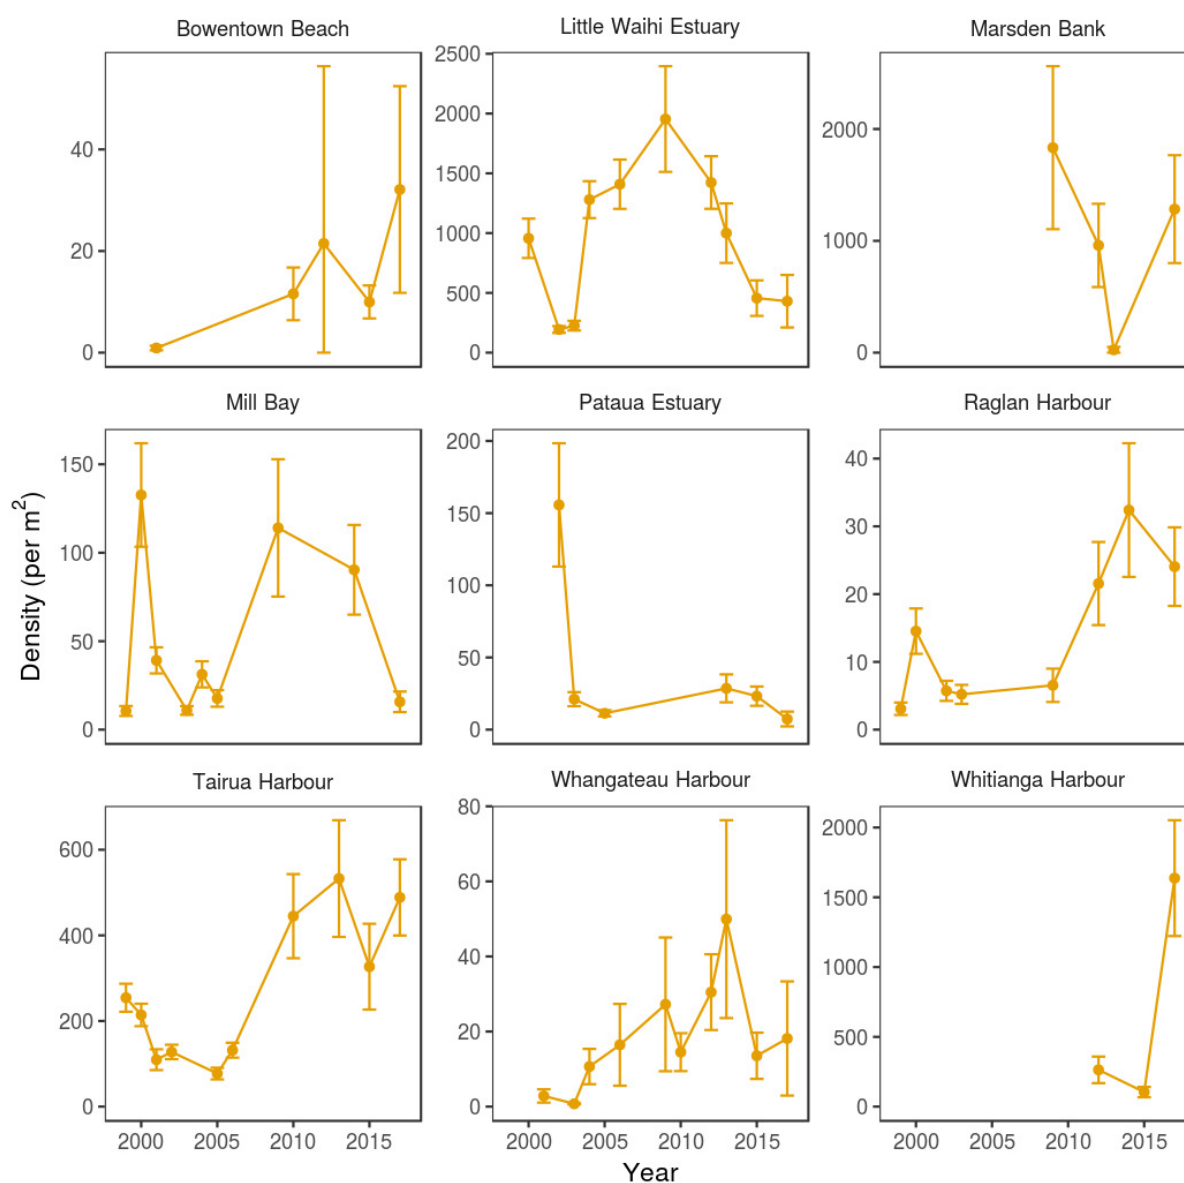 Bowentown Beach
Little Waihi Estuary
Marsden Bank
40
20
0
2500
2000
1500
1000
500
0
2000
1000
0
Mill Bay
Pataua Estuary
Raglan Harbour
150
100
50
0
200
150
100
50
0
40
30
20
10
0
Density (per m²)
Tairua Harbour
Whangateau Harbour
Whitianga Harbour
600
400
200
0
80
60
40
20
0
2000
1500
1000
500
0
2000 2005 2010 2015
2000 2005 2010 2015
2000 2005 2010 2015
Year